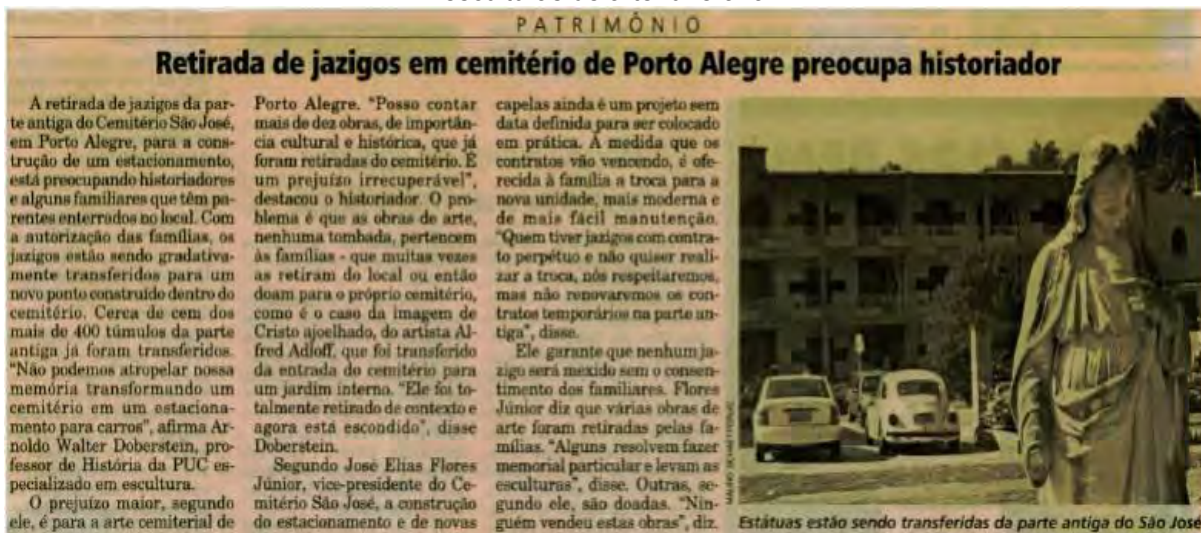 PATRIMÔNIO
Retirada de jazigos em cemitério de Porto Alegre preocupa historiador
A retirada de jazigos da par-
te antiga do Cemitério São José,
em Porto Alegre, para a cons-
trução de um estacionamento,
está preocupando historiadores
e alguns familiares que têm pa-
rentes enterrados no local. Com
a autorização das famílias, os
jazigos estão sendo gradativa-
mente transferidos para um
novo ponto construído dentro do
cemitério. Cerca de cem dos
mais de 400 túmulos da parte
antiga já foram transferidos.
"Não podemos atropelar nossa
memória transformando um
cemitério em um estaciona-
mento para carros", afirma Ar-
noldo Walter Doberstein, pro-
fessor de História da PUC es-
pecializado em escultura.
O prejuízo maior, segundo
ele, é para a arte cemiterial de
Porto Alegre. "Posso contar
mais de dez obras, de importân-
cia cultural e histórica, que já
foram retiradas do cemitério. É
um prejuízo irrecuperável",
destacou o historiador. O pro-
blema é que as obras de arte,
nenhuma tombada, pertencem
às famílias - que muitas vezes
as retiram do local ou então
doam para o próprio cemitério,
como é o caso da imagem de
Cristo ajoelhado, do artista Al-
fred Adloff, que foi transferido
da entrada do cemitério para
um jardim interno. "Ele foi to-
talmente retirado de contexto e
agora está escondido", disse
Doberstein.
Segundo José Elias Flores
Júnior, vice-presidente do Ce-
mitério São José, a construção
do estacionamento e de novas
capelas ainda é um projeto sem
data definida para ser colocado
em prática. À medida que os
contratos vão vencendo, é ofe-
recida à família a troca para a
nova unidade, mais moderna e
de mais fácil manutenção.
"Quem tiver jazigos com contra-
to perpétuo e não quiser reali-
zar a troca, nós respeitaremos,
mas não renovaremos os con-
tratos temporários na parte an-
tiga", disse.
Ele garante que nenhum ja-
zigo será mexido sem o consen-
timento dos familiares. Flores
Júnior diz que várias obras de
arte foram retiradas pelas fa-
mílias. "Alguns resolvem fazer
memorial particular e levam as
esculturas", disse. Outras, se-
gundo ele, são doadas. "Nin-
guém vendeu estas obras", diz.
Estátuas estão sendo transferidas da parte antiga do São José